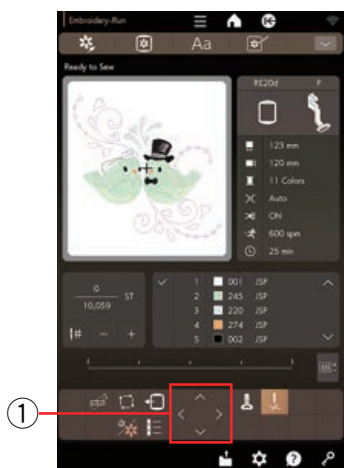 Embroidery-Run
Aa
Ready to Sew
RE20d P
123 mm
120 mm
11 Colors
Auto
ON
600 spm
25 min
0
10,059 ST
1 001 JSP
2 245 JSP
3 220 JSP
4 274 JSP
5 002 JSP
# - +
1
?